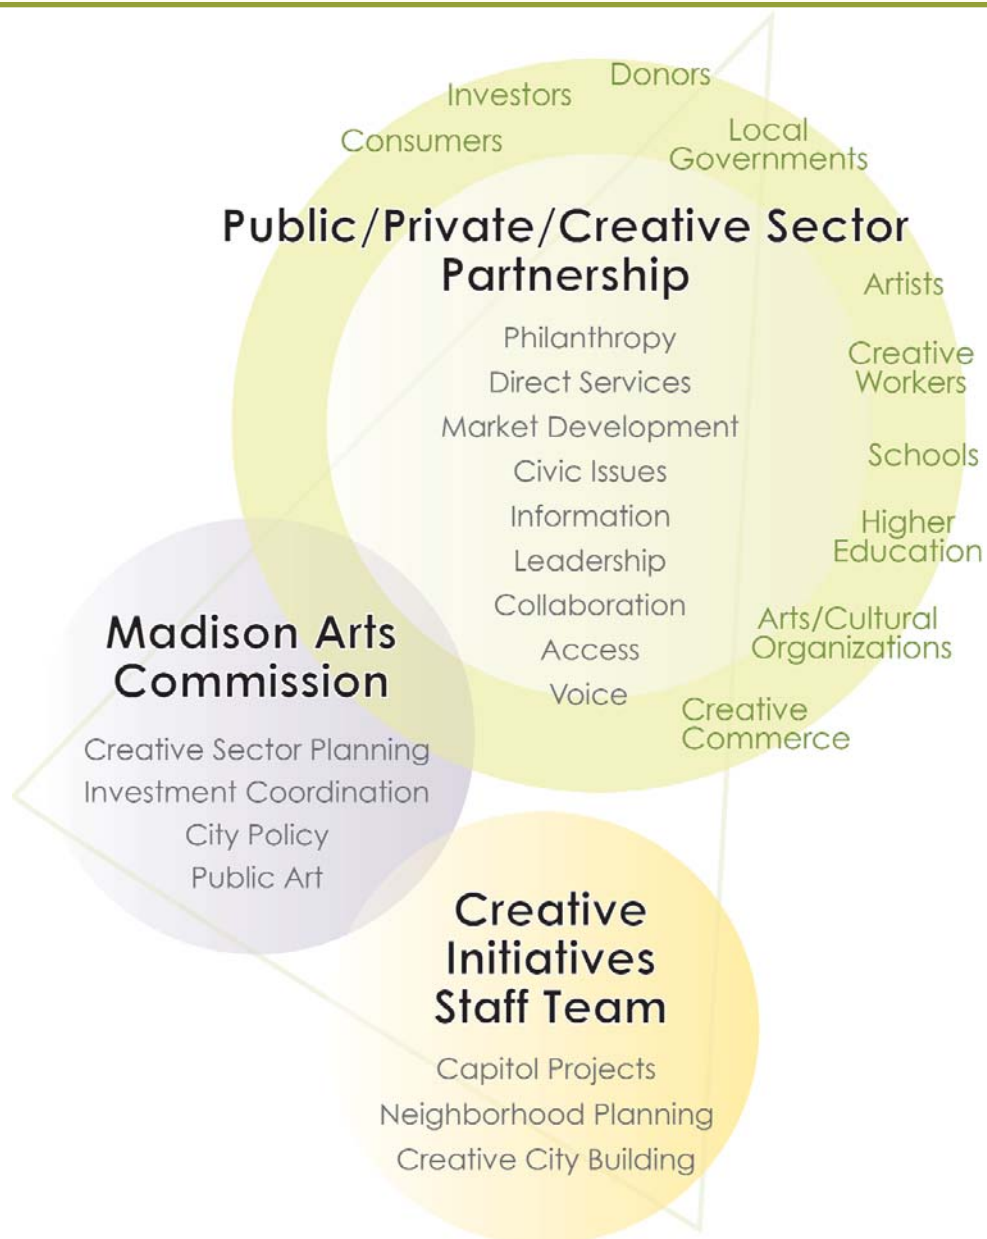 Donors
Investors
Consumers
Local
Governments
Public/Private/Creative Sector
Partnership
Artists
Creative
Workers
Schools
Higher
Education
Arts/Cultural
Organizations
Creative
Commerce
Philanthropy
Direct Services
Market Development
Civic Issues
Information
Leadership
Collaboration
Access
Voice
Madison Arts
Commission
Creative Sector Planning
Investment Coordination
City Policy
Public Art
Creative
Initiatives
Staff Team
Capitol Projects
Neighborhood Planning
Creative City Building